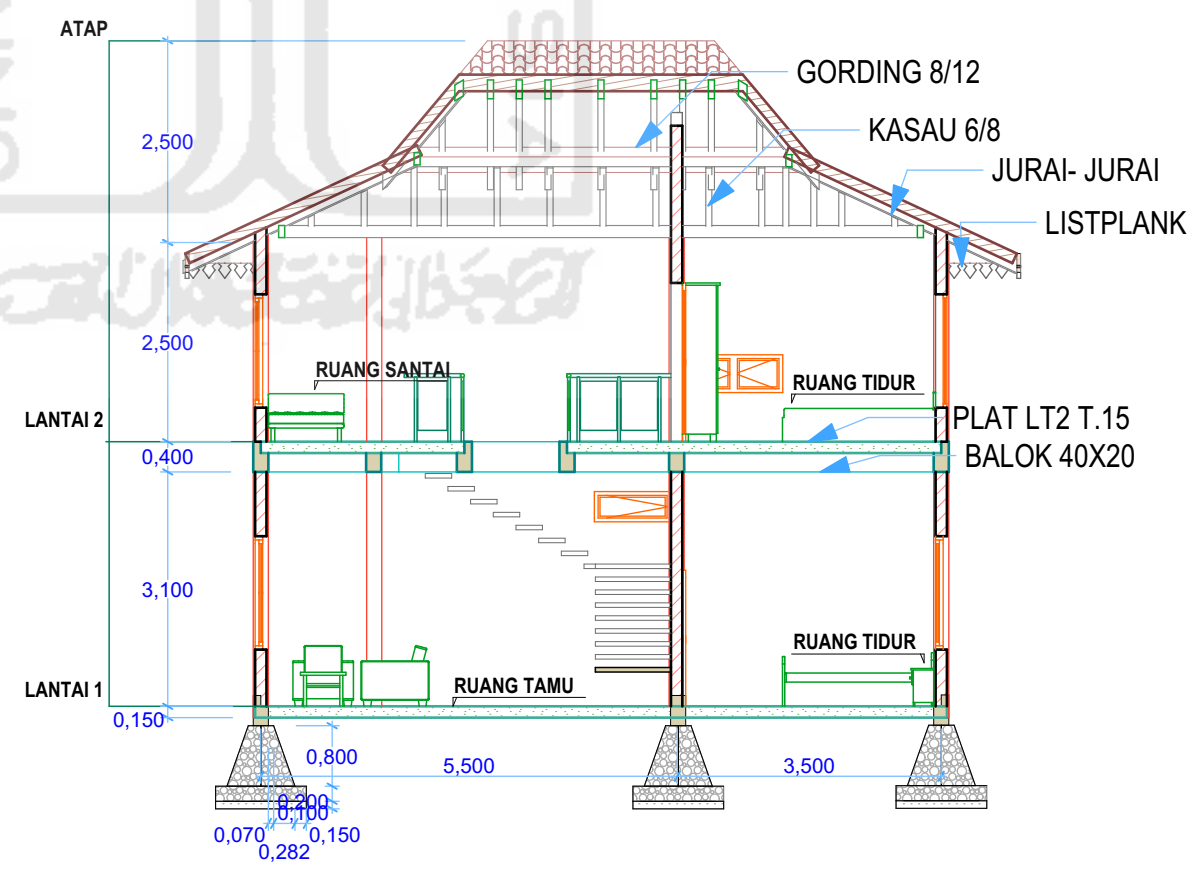 ATAP
GORDING 8/12
2,500
KASAU 6/8
JURAI- JURAI
LISTPLANK
2,500
RUANG SANTAI
RUANG TIDUR
LANTAI 2
PLAT LT2 T.15
0,400
BALOK 40X20
3,100
RUANG TIDUR
LANTAI 1
RUANG TAMU
0,150
0,800
5,500
3,500
0,200
0,100
0,070
0,150
0,282